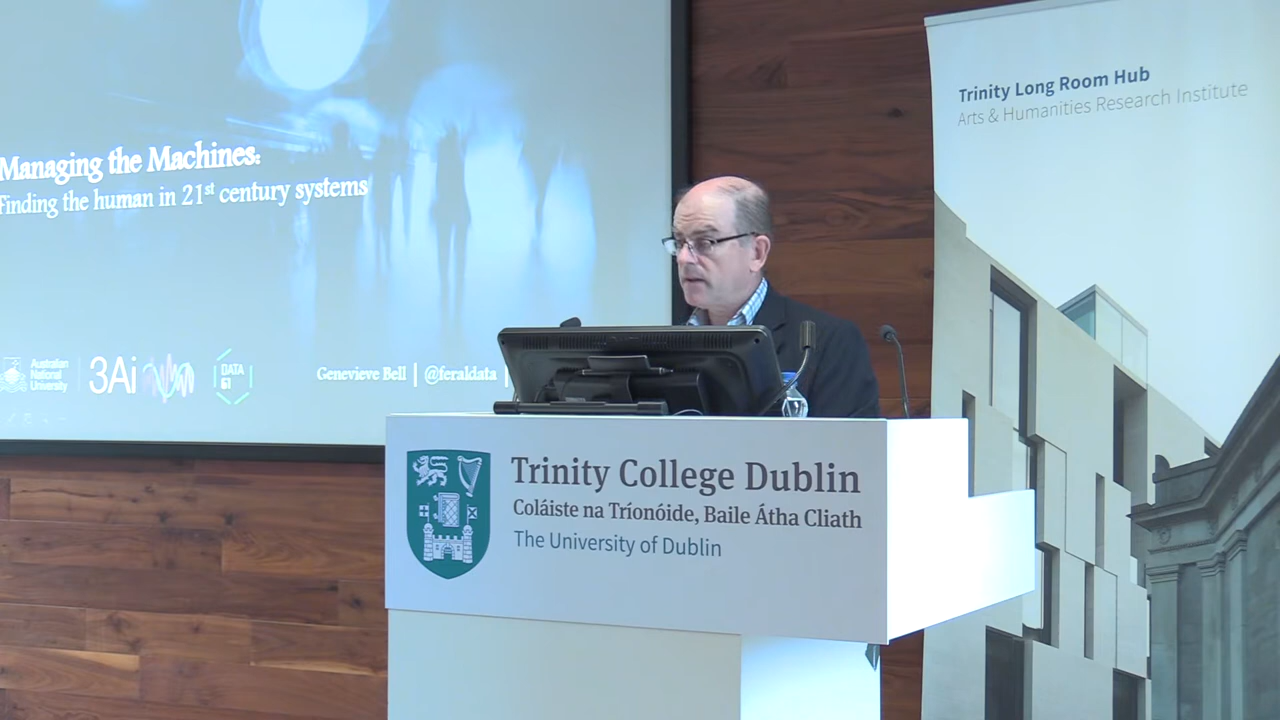 Managing the Machines:
Finding the human in 21st century systems
Australian
National
University
3Ai
DATA
61
Genevieve Bell | @feraldata |
Trinity Long Room Hub
Arts & Humanities Research Institute
Trinity College Dublin
Coláiste na Tríonóide, Baile Átha Cliath
The University of Dublin